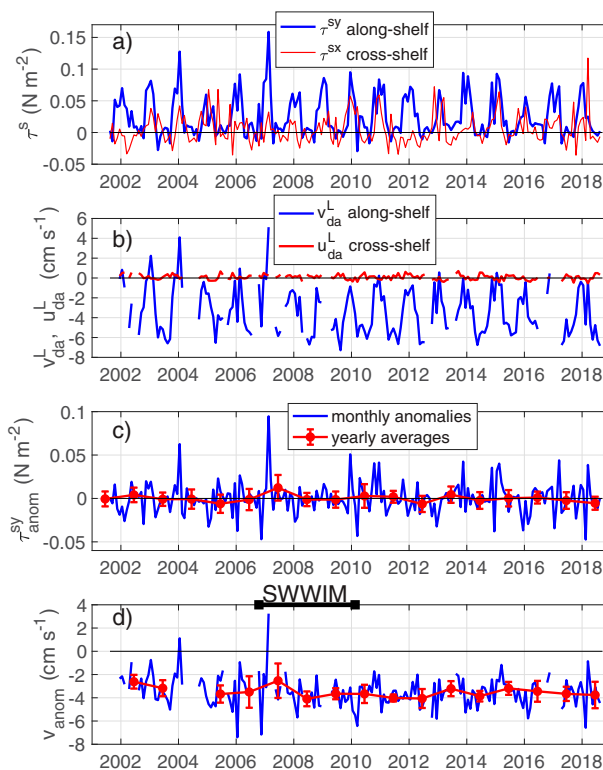 a)
τ^sy along-shelf
τ^sx cross-shelf
τ^s (N m^-2)
0.15
0.1
0.05
0
-0.05
2002 2004 2006 2008 2010 2012 2014 2016 2018
b)
v^L_da along-shelf
u^L_da cross-shelf
v^L_da, u^L_da (cm s^-1)
6
4
2
0
-2
-4
-6
-8
2002 2004 2006 2008 2010 2012 2014 2016 2018
c)
monthly anomalies
yearly averages
τ^sy_anom (N m^-2)
0.1
0.05
0
-0.05
2002 2004 2006 2008 2010 2012 2014 2016 2018
SWWIM
d)
v_anom (cm s^-1)
4
2
0
-2
-4
-6
-8
2002 2004 2006 2008 2010 2012 2014 2016 2018